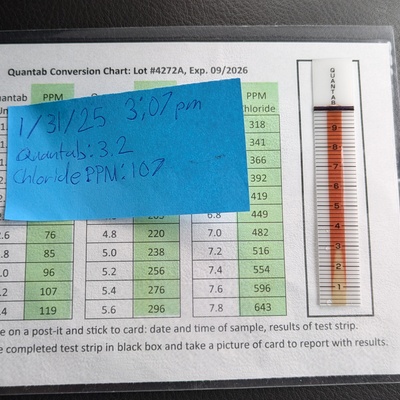 Quantab Conversion Chart: Lot #4272A, Exp. 09/2026
PPM
PPM
Chloride
1/31/25 3:07pm
Quantab: 3.2
Chloride PPM: 107
318
341
366
392
419
6.8 449
2.6 76 4.8 220 7.0 482
2.8 85 5.0 238 7.2 516
3.0 96 5.2 256 7.4 554
3.2 107 5.4 276 7.6 596
3.4 119 5.6 296 7.8 643
on a post-it and stick to card: date and time of sample, results of test strip.
completed test strip in black box and take a picture of card to report with results.
QUANTAB
9
8
7
6
5
4
3
2
1